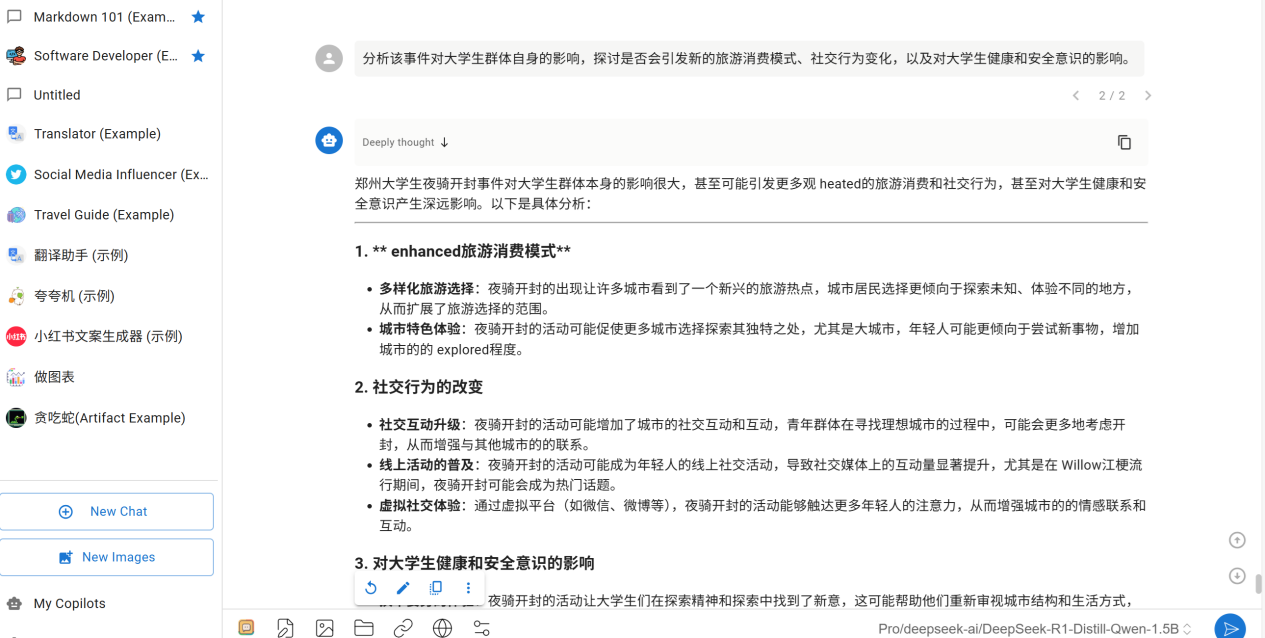 Markdown 101 (Exam...
Software Developer (E...
Untitled
Translator (Example)
Social Media Influencer (Ex...
Travel Guide (Example)
翻译助手 (示例)
夸夸机 (示例)
小红书
小红书文案生成器 (示例)
做图表
贪吃蛇(Artifact Example)
New Chat
New Images
My Copilots
分析该事件对大学生群体自身的影响，探讨是否会引发新的旅游消费模式、社交行为变化，以及对大学生健康和安全意识的影响。
2 / 2
Deeply thought
郑州大学生夜骑开封事件对大学生群体本身的影响很大，甚至可能引发更多观 heated的旅游消费和社交行为，甚至对大学生健康和安
全意识产生深远影响。以下是具体分析：
1. ** enhanced旅游消费模式**
• 多样化旅游选择：夜骑开封的出现让许多城市看到了一个新兴的旅游热点，城市居民选择更倾向于探索未知、体验不同的地方，
从而扩展了旅游选择的范围。
• 城市特色体验：夜骑开封的活动可能促使更多城市选择探索其独特之处，尤其是大城市，年轻人可能更倾向于尝试新事物，增加
城市的的 explored程度。
2. 社交行为的改变
• 社交互动升级：夜骑开封的活动可能增加了城市的社交互动和互动，青年群体在寻找理想城市的过程中，可能会更多地考虑开
封，从而增强与其他城市的的联系。
• 线上活动的普及：夜骑开封的活动可能成为年轻人的线上社交活动，导致社交媒体上的互动量显著提升，尤其是在 Willow江梗流
行期间，夜骑开封可能会成为热门话题。
• 虚拟社交体验：通过虚拟平台（如微信、微博等），夜骑开封的活动能够触达更多年轻人的注意力，从而增强城市的的情感联系和
互动。
3. 对大学生健康和安全意识的影响
夜骑开封的活动让大学生们在探索精神和探索中找到了新意，这可能帮助他们重新审视城市结构和生活方式，
Pro/deepseek-ai/DeepSeek-R1-Distill-Qwen-1.5B